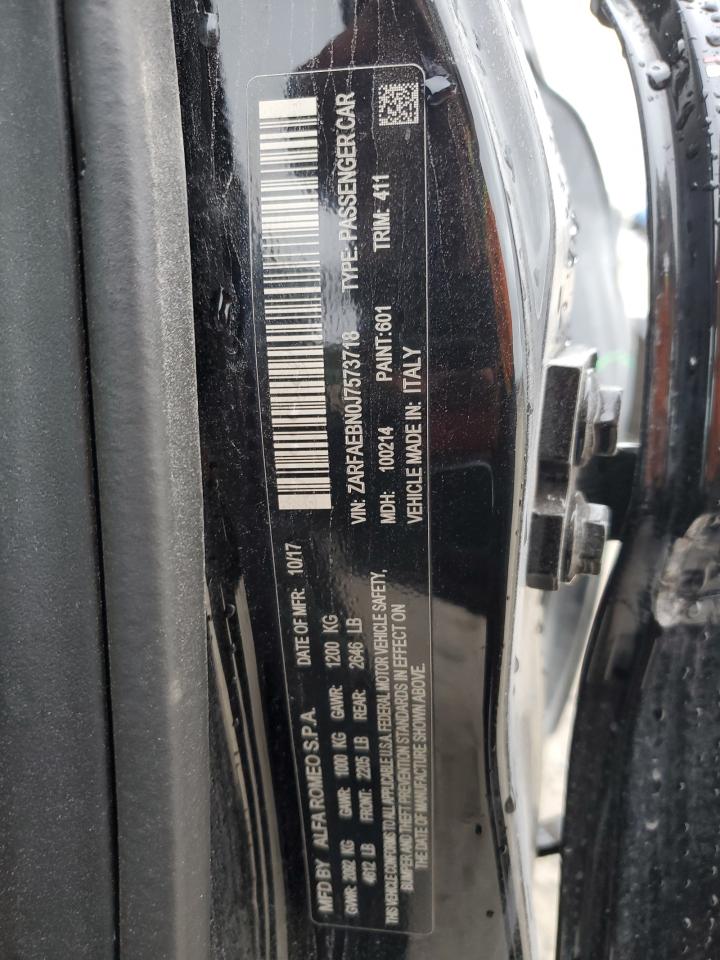 MFD BY ALFA ROMEO S.P.A. DATE OF MFR: 10/17
GVWR: 2092 KG GAWR: 1000 KG GAWR: 1200 KG
4612 LB FRONT: 2205 LB REAR: 2646 LB
THIS VEHICLE CONFORMS TO ALL APPLICABLE U.S.A. FEDERAL MOTOR VEHICLE SAFETY,
BUMPER AND THEFT PREVENTION STANDARDS IN EFFECT ON
THE DATE OF MANUFACTURE SHOWN ABOVE.
VIN: ZARFAEBN0J7573718 TYPE: PASSENGER CAR
MDH: 100214 PAINT:601 TRIM: 411
VEHICLE MADE IN: ITALY